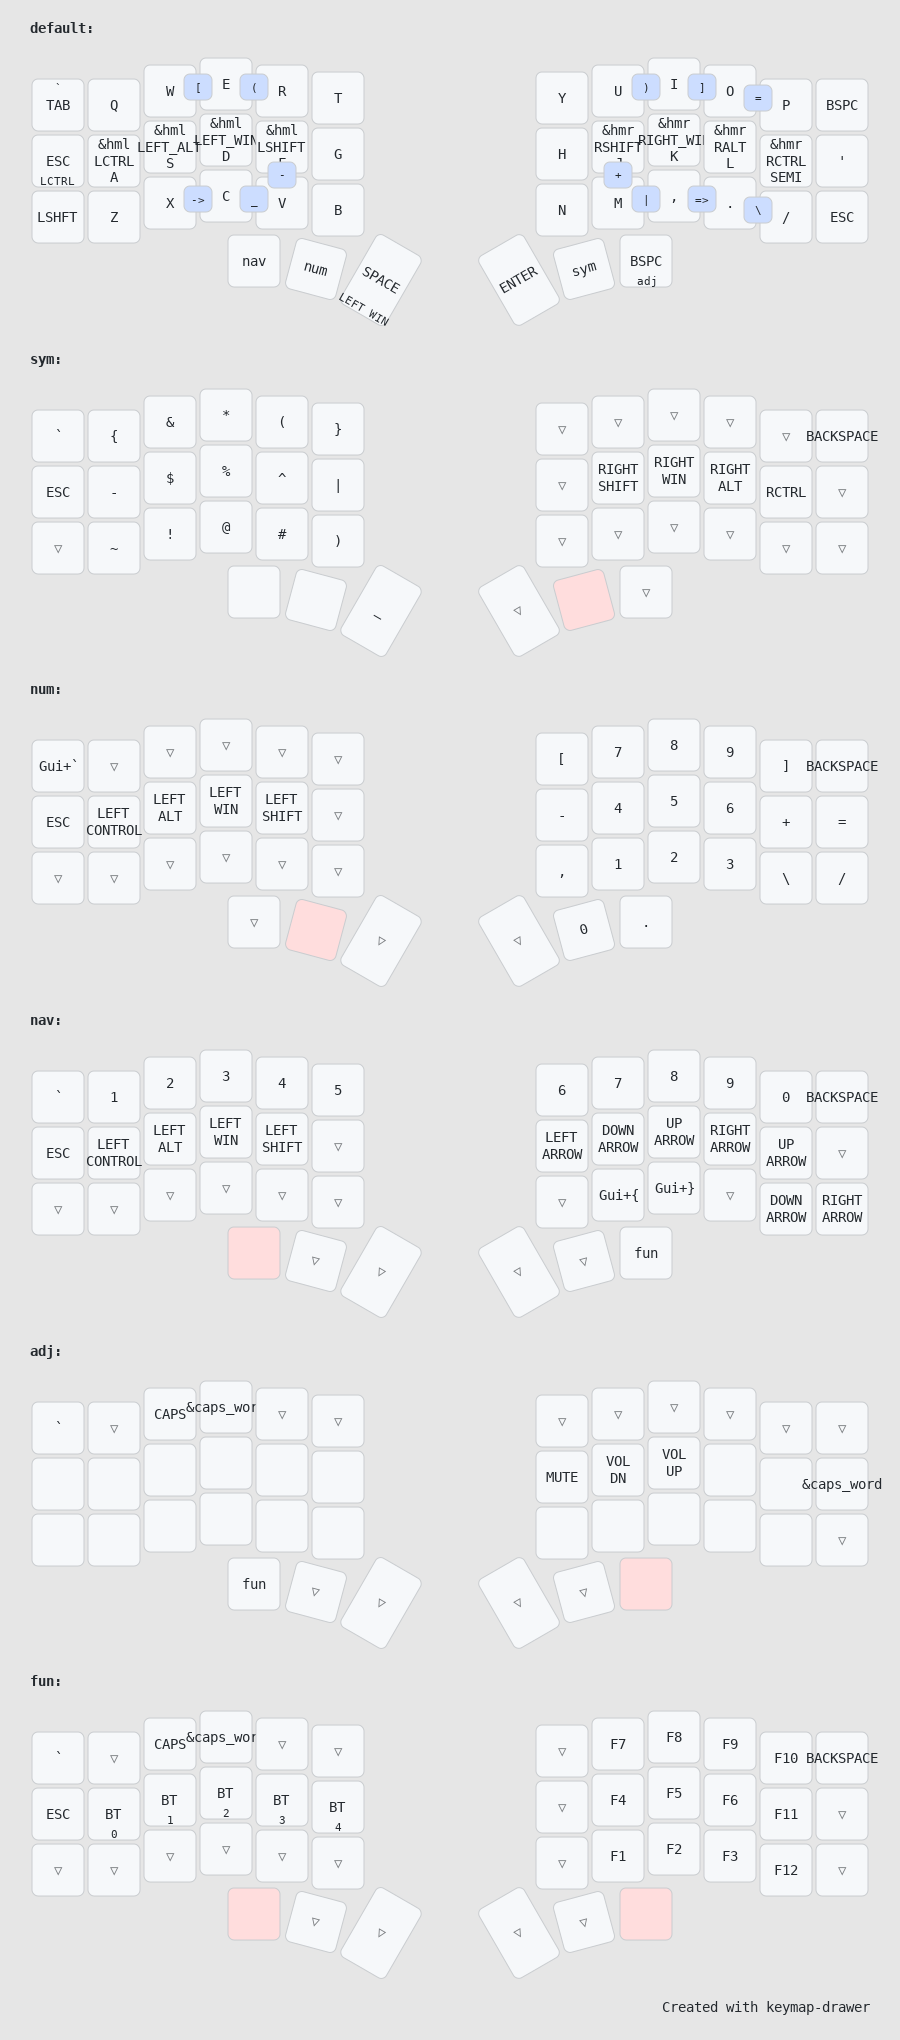 default:
` TAB Q W [ E ( R T Y U ) I ] O = P BSPC
ESC LCTRL &hml LCTRL A &hml LEFT_ALT S &hml D &hml LSHIFT - G H &hmr RSHIFT + &hmr K &hmr RALT L &hmr RCTRL SEMI '
LSHFT Z X -> C _ V B N M | , => . \ / ESC
nav num SPACE LEFT WIN ENTER sym BSPC adj
sym:
` { & * ( } ▽ ▽ ▽ ▽ ▽ BACKSPACE
ESC - $ % ^ | ▽ RIGHT SHIFT RIGHT WIN RIGHT ALT RCTRL ▽
▽ ~ ! @ # ) ▽ ▽ ▽ ▽ ▽ ▽
_ ▽ ▽
num:
Gui+` ▽ ▽ ▽ ▽ ▽ [ 7 8 9 ] BACKSPACE
ESC LEFT CONTROL LEFT ALT LEFT WIN LEFT SHIFT ▽ - 4 5 6 + =
▽ ▽ ▽ ▽ ▽ ▽ , 1 2 3 \ /
▽ ▽ ▽ 0 .
nav:
` 1 2 3 4 5 6 7 8 9 0 BACKSPACE
ESC LEFT CONTROL LEFT ALT LEFT WIN LEFT SHIFT ▽ LEFT ARROW DOWN ARROW UP ARROW RIGHT ARROW UP ARROW ▽
▽ ▽ ▽ ▽ ▽ ▽ ▽ Gui+{ Gui+} ▽ DOWN ARROW RIGHT ARROW
▽ ▽ ▽ ▽ fun
adj:
` ▽ CAPS ▽ ▽ ▽ ▽ ▽ ▽ ▽ ▽
MUTE VOL DN VOL UP &caps_word
▽
fun ▽ ▽ ▽ ▽
fun:
` ▽ CAPS ▽ ▽ ▽ F7 F8 F9 F10 BACKSPACE
ESC BT 0 BT 1 BT 2 BT 3 BT 4 ▽ F4 F5 F6 F11 ▽
▽ ▽ ▽ ▽ ▽ ▽ ▽ F1 F2 F3 F12 ▽
▽ ▽ ▽ ▽
Created with keymap-drawer